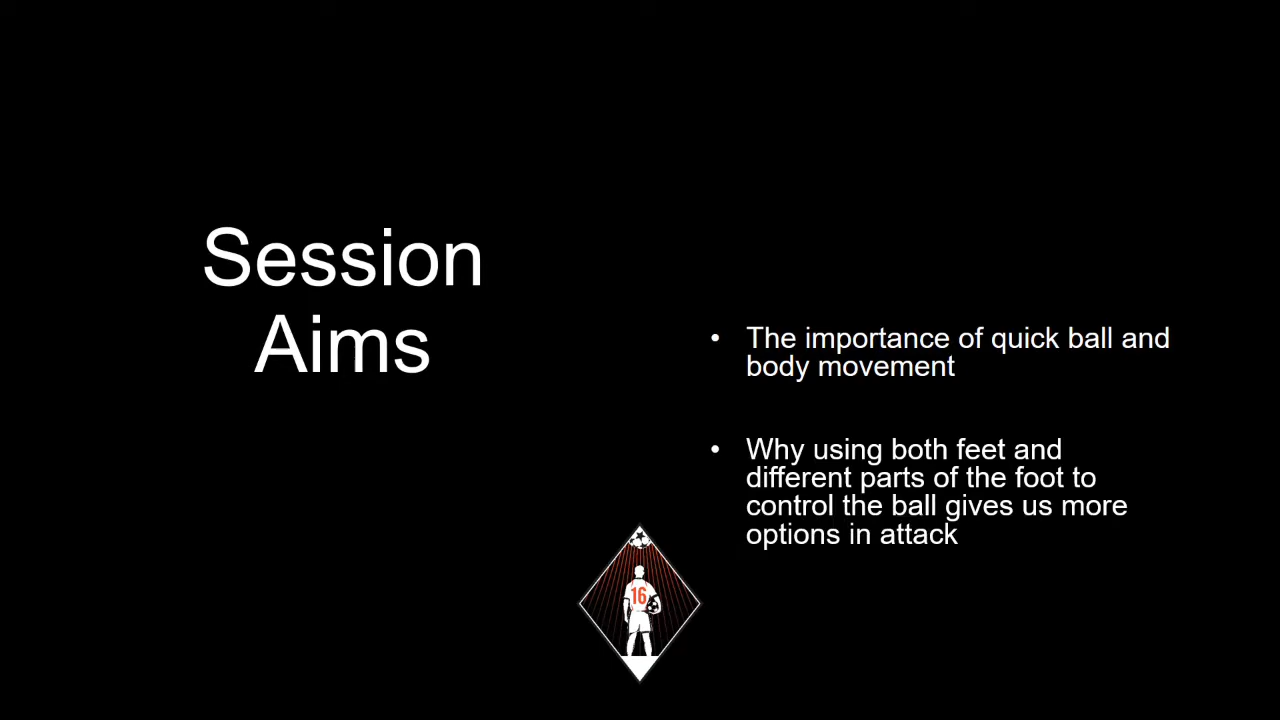 Session
Aims
• The importance of quick ball and
body movement
• Why using both feet and
different parts of the foot to
control the ball gives us more
options in attack
16